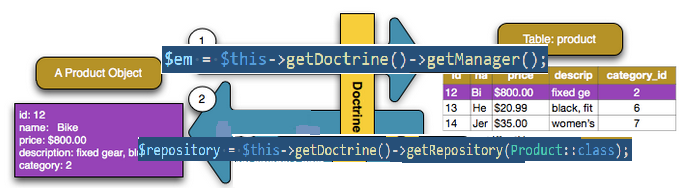 1
$em = $this->getDoctrine()->getManager();
Table: product
A Product Object
Doctrine
id na price descrip category_id
12 Bi $800.00 fixed ge 2
13 He $20.99 black, fit 6
14 Jer $35.00 women's 7
2
id: 12
name: Bike
price: $800.00
description: fixed gear,
category: 2
$repository = $this->getDoctrine()->getRepository(Product::class);